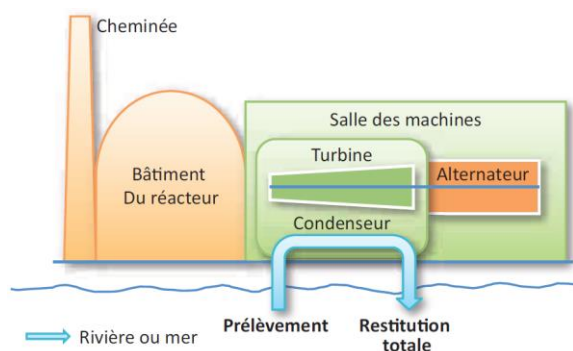 Cheminée
Salle des machines
Bâtiment
Du réacteur
Turbine
Alternateur
Condenseur
Rivière ou mer
Prélèvement
Restitution
totale